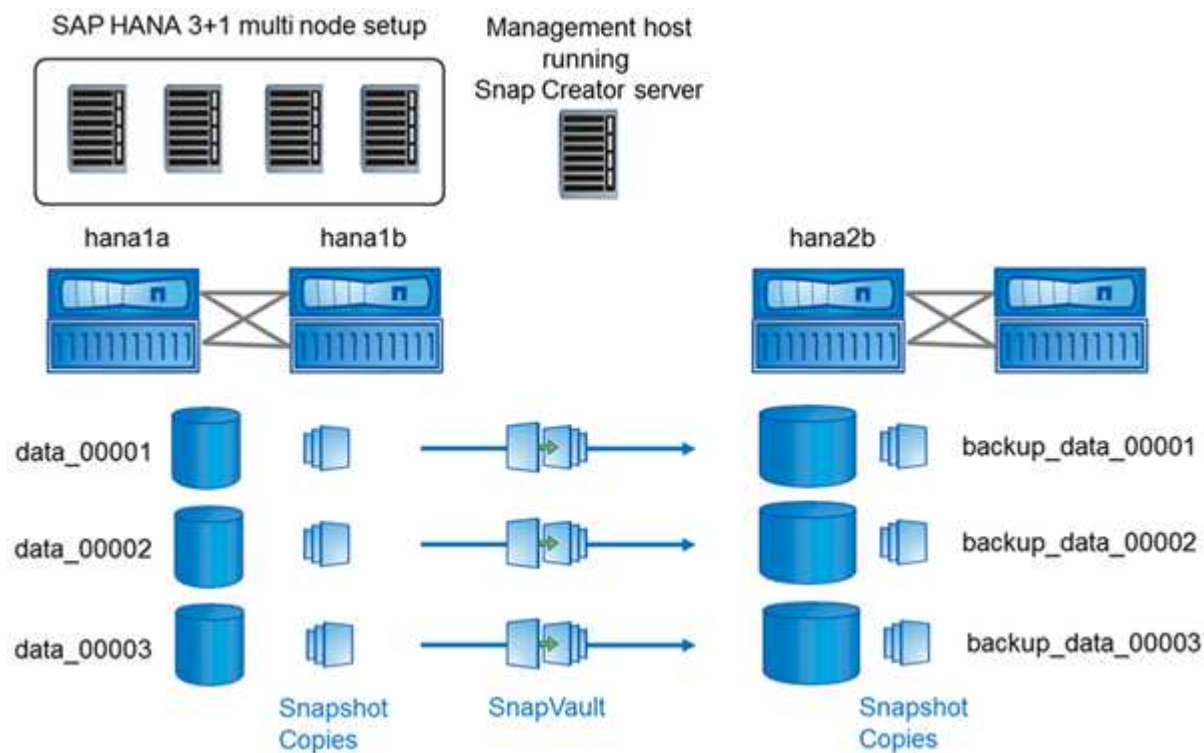 SAP HANA 3+1 multi node setup
Management host
running
Snap Creator server
hana1a
hana1b
hana2b
data_00001
backup_data_00001
data_00002
backup_data_00002
data_00003
backup_data_00003
Snapshot
Copies
SnapVault
Snapshot
Copies